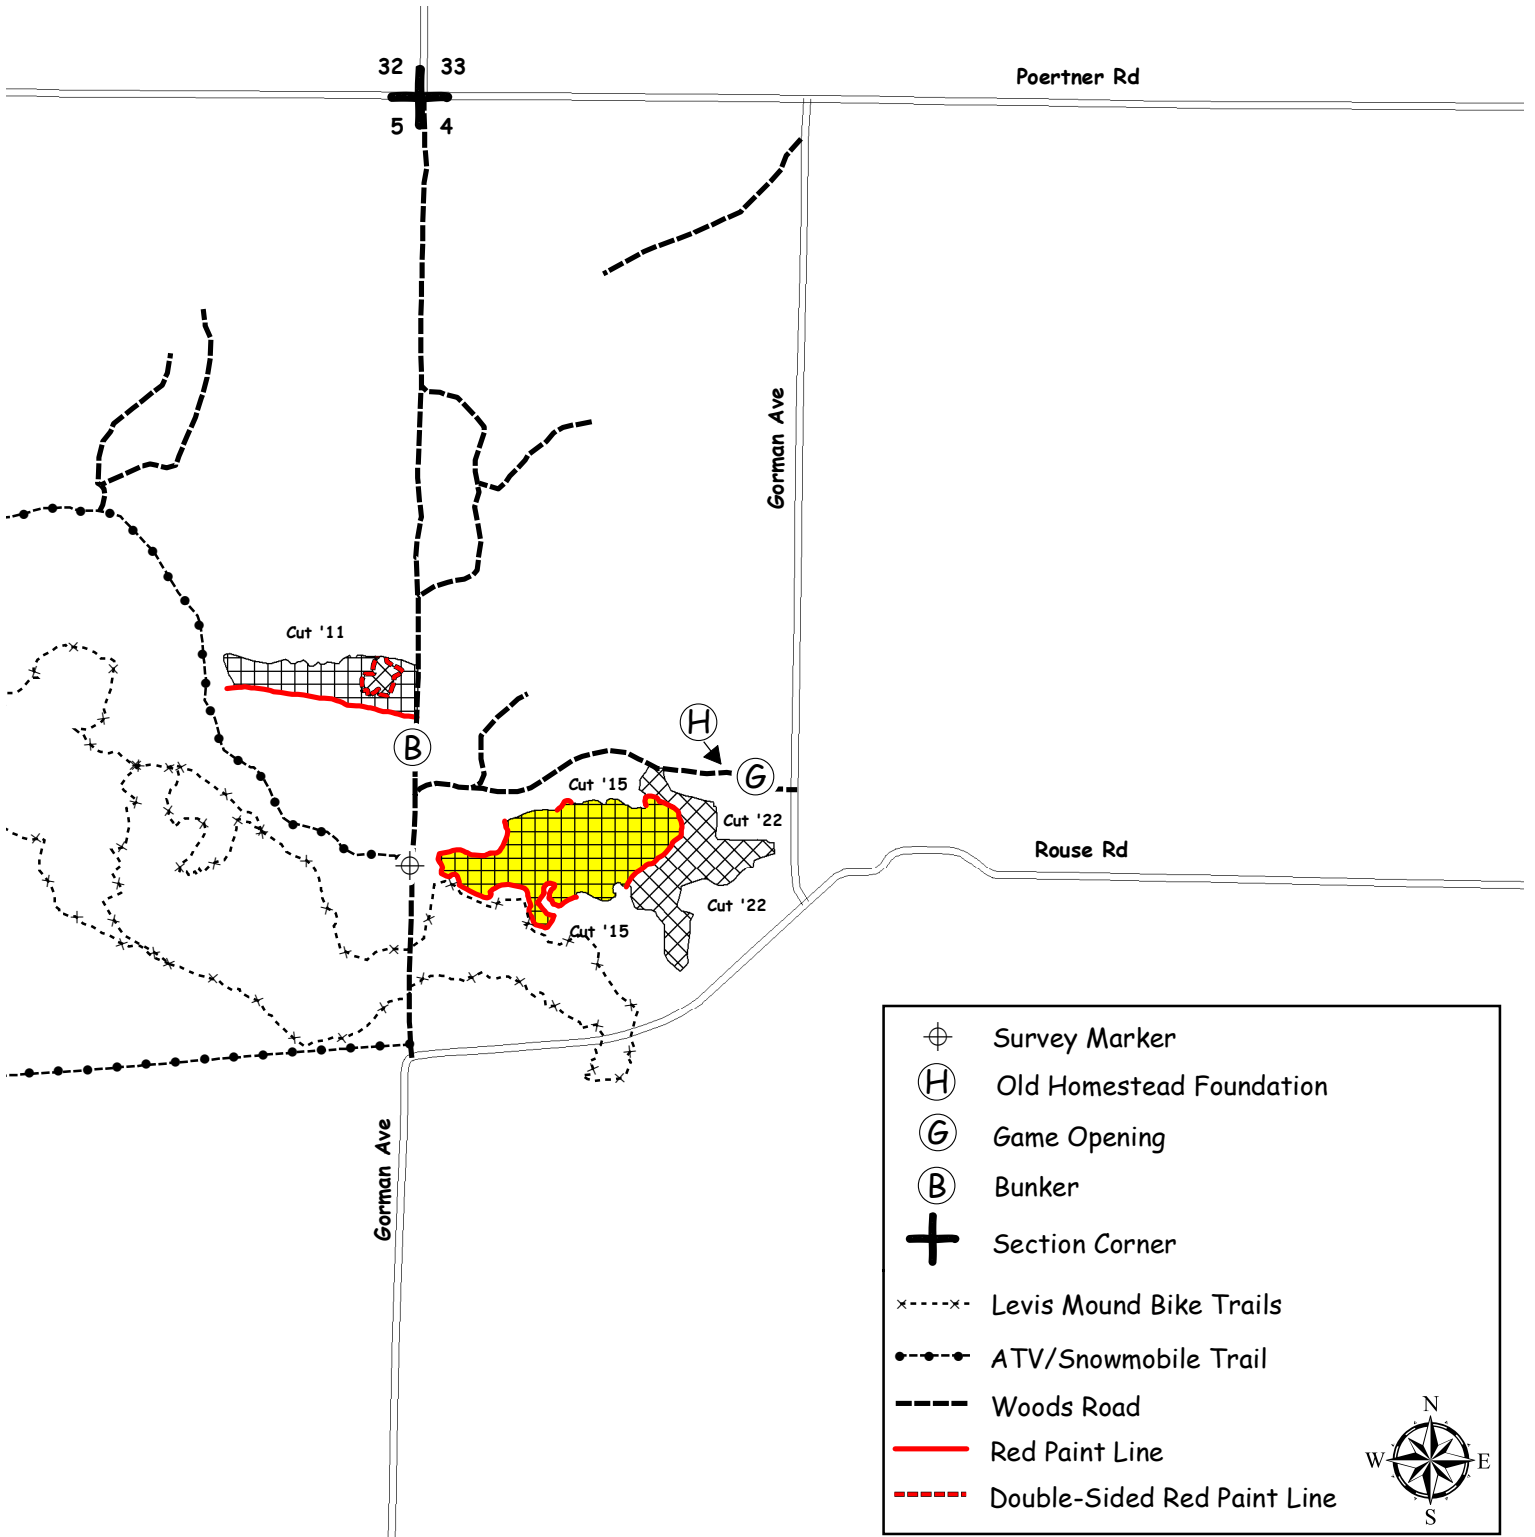 32 33
Poertner Rd
5 4
Gorman Ave
Cut '11
H
B
G
Cut '15
Cut '22
Rouse Rd
Cut '22
Cut '15
Gorman Ave
Survey Marker
H Old Homestead Foundation
G Game Opening
B Bunker
Section Corner
Levis Mound Bike Trails
ATV/Snowmobile Trail
Woods Road
Red Paint Line
Double-Sided Red Paint Line
N
W E
S